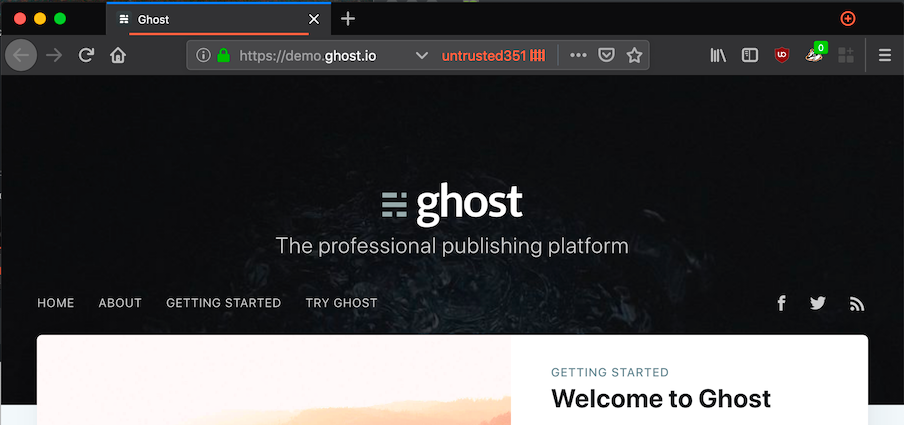 Ghost
https://demo.ghost.io untrusted351
0
ghost
The professional publishing platform
HOME ABOUT GETTING STARTED TRY GHOST
GETTING STARTED
Welcome to Ghost